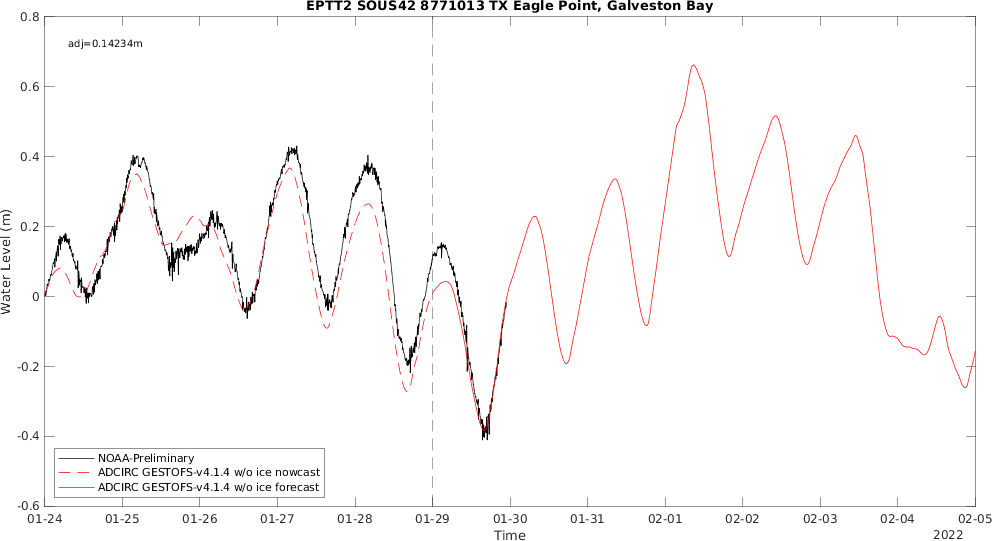 EPTT2 SOUS42 8771013 TX Eagle Point, Galveston Bay
adj=0.14234m
0.8
0.6
0.4
0.2
0
-0.2
-0.4
-0.6
Water Level (m)
NOAA-Preliminary
ADCIRC GESTOFS-v4.1.4 w/o ice nowcast
ADCIRC GESTOFS-v4.1.4 w/o ice forecast
01-24 01-25 01-26 01-27 01-28 01-29 01-30 01-31 02-01 02-02 02-03 02-04 02-05
Time
2022